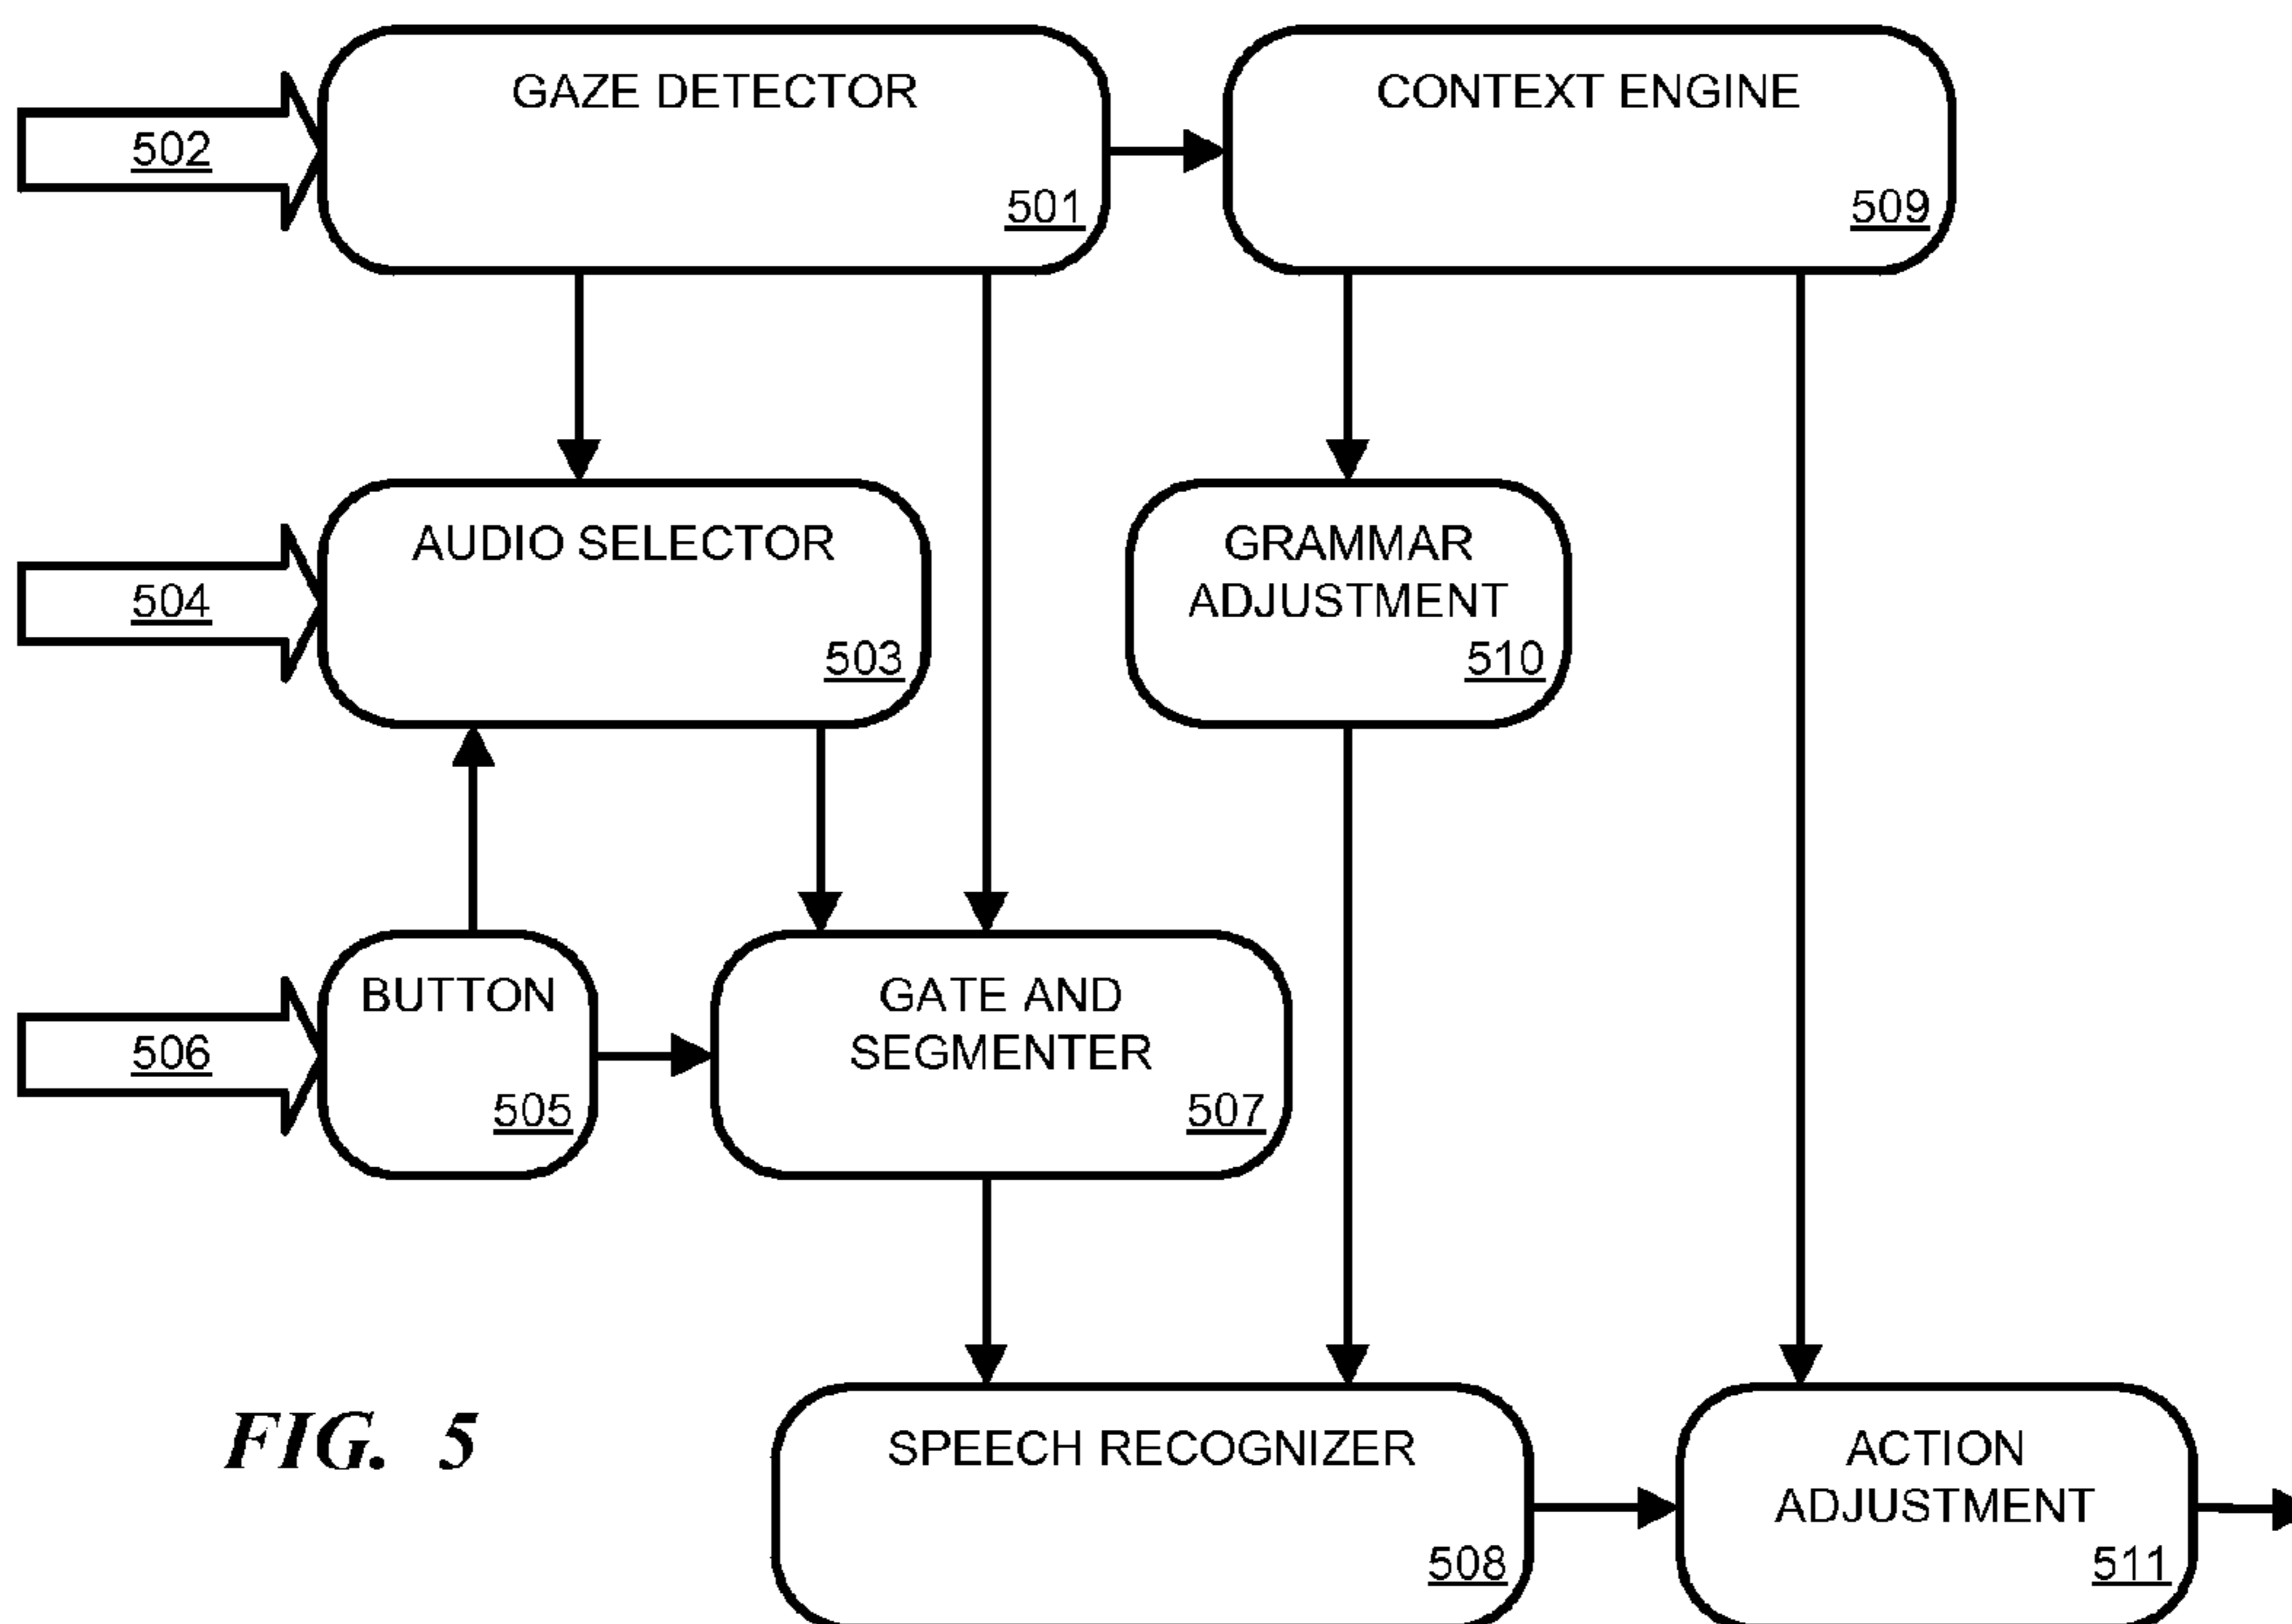 GAZE DETECTOR
502
501
CONTEXT ENGINE
509
AUDIO SELECTOR
504
503
GRAMMAR
ADJUSTMENT
510
BUTTON
506
505
GATE AND
SEGMENTER
507
FIG. 5
SPEECH RECOGNIZER
508
ACTION
ADJUSTMENT
511